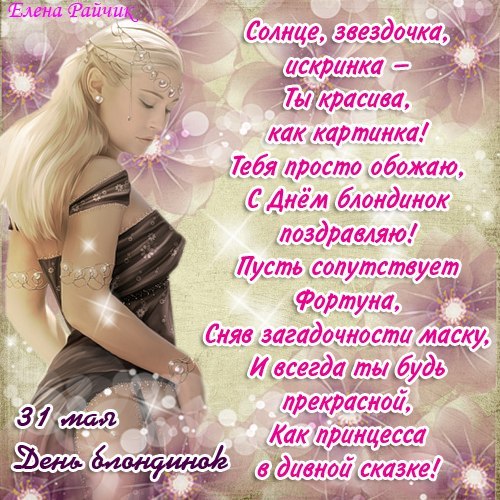 Елена Райчик
Солнце, звездочка,
искринка –
Ты красива,
как картинка!
Тебя просто обожаю,
С Днём блондинок
поздравляю!
Пусть сопутствует
Фортуна,
Сняв загадочности маску,
И всегда ты будь
прекрасной,
Как принцесса
в дивной сказке!
31 мая
День блондинок